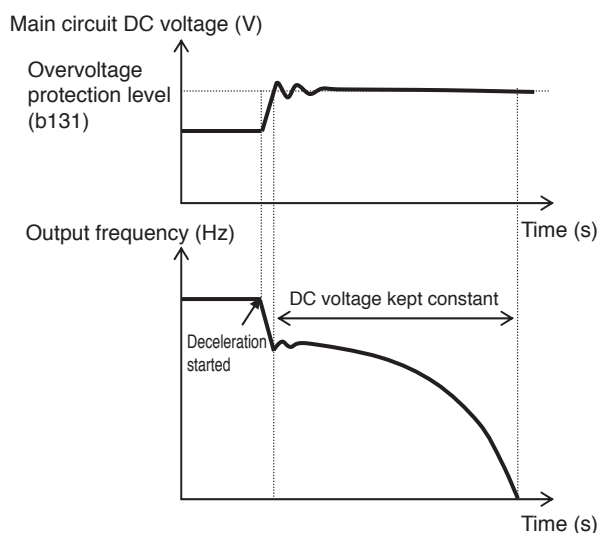 Main circuit DC voltage (V)
Overvoltage
protection level
(b131)
Time (s)
Output frequency (Hz)
DC voltage kept constant
Deceleration
started
Time (s)